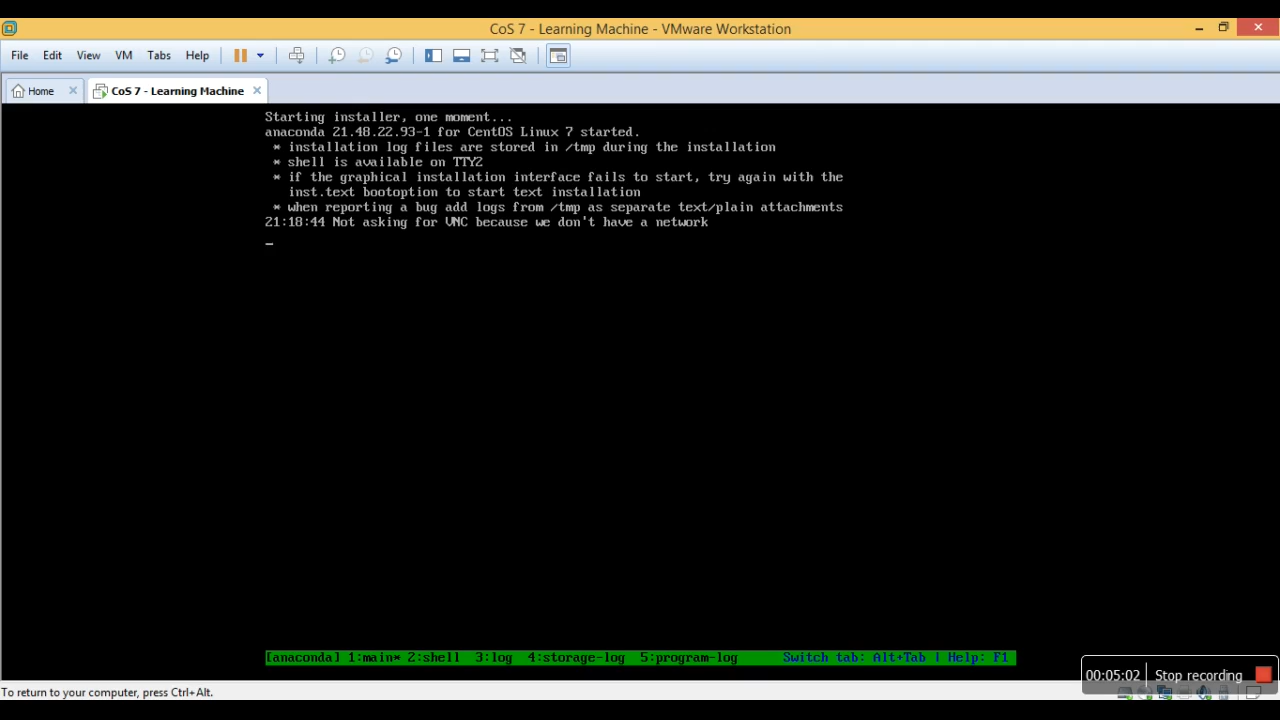 CoS 7 - Learning Machine - VMware Workstation
File Edit View VM Tabs Help
Home CoS 7 - Learning Machine
Starting installer, one moment...
anaconda 21.48.22.93-1 for CentOS Linux 7 started.
* installation log files are stored in /tmp during the installation
* shell is available on TTY2
* if the graphical installation interface fails to start, try again with the
inst.text bootoption to start text installation
* when reporting a bug add logs from /tmp as separate text/plain attachments
21:18:44 Not asking for VNC because we don't have a network
_
[anaconda] 1:main* 2:shell 3:log 4:storage-log 5:program-log Switch tab: Alt+Tab | Help: F1
00:05:02 Stop recording
To return to your computer, press Ctrl+Alt.